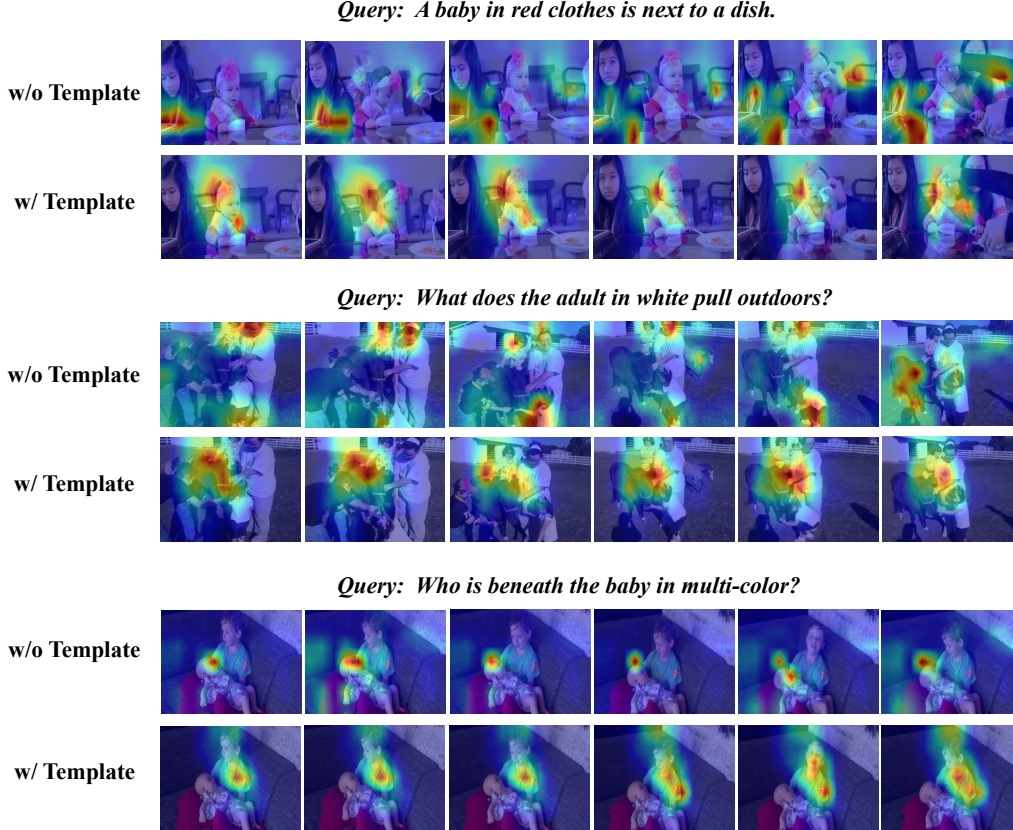 Query: A baby in red clothes is next to a dish.
w/o Template
w/ Template
Query: What does the adult in white pull outdoors?
w/o Template
w/ Template
Query: Who is beneath the baby in multi-color?
w/o Template
w/ Template